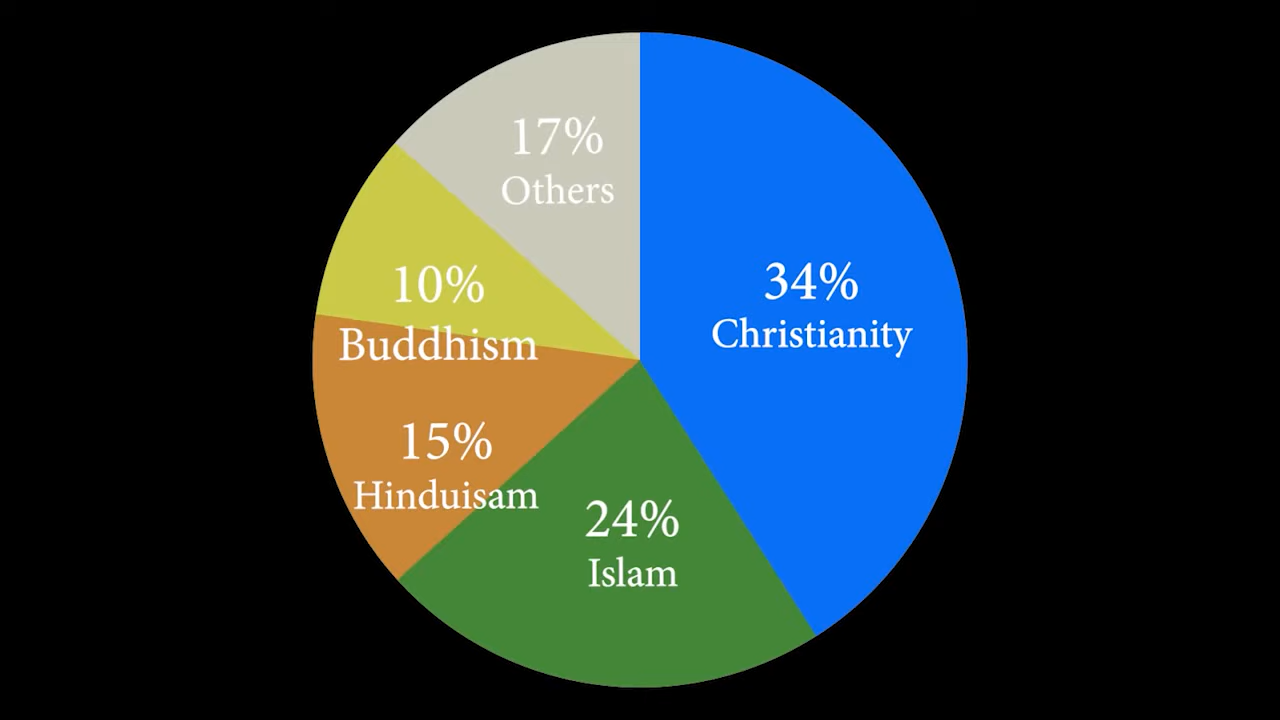 17%
Others
34%
Christianity
10%
Buddhism
15%
Hinduisam
24%
Islam